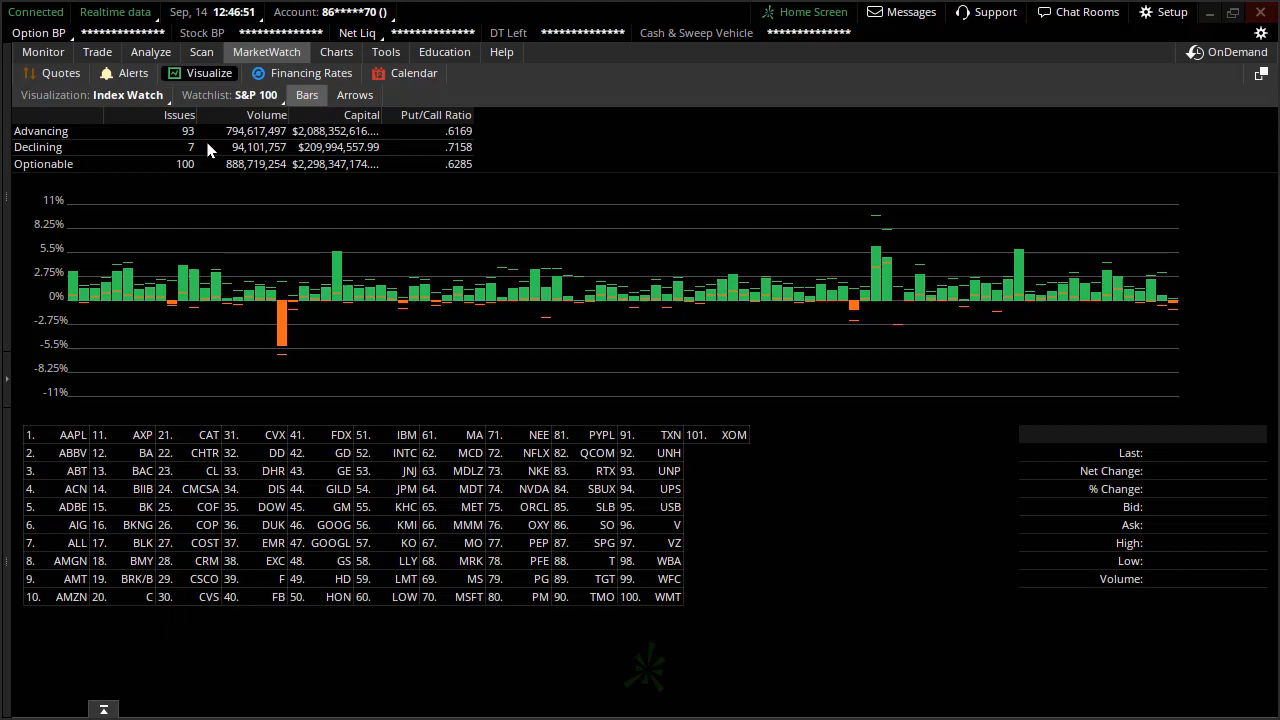 Connected Realtime data Sep, 14 12:46:51 Account: 86*****70 () Home Screen Messages Support Chat Rooms Setup
Option BP ************** Stock BP ************** Net Liq ************** DT Left ************** Cash & Sweep Vehicle **************
Monitor Trade Analyze Scan MarketWatch Charts Tools Education Help OnDemand
Quotes Alerts Visualize Financing Rates Calendar
Visualization: Index Watch Watchlist: S&P 100 Bars Arrows
Issues Volume Capital Put/Call Ratio
Advancing 93 794,617,497 $2,088,352,616.... .6169
Declining 7 94,101,757 $209,994,557.99 .7158
Optionable 100 888,719,254 $2,298,347,174.... .6285
11%
8.25%
5.5%
2.75%
0%
-2.75%
-5.5%
-8.25%
-11%
1. AAPL 11. AXP 21. CAT 31. CVX 41. FDX 51. IBM 61. MA 71. NEE 81. PYPL 91. TXN 101. XOM
2. ABBV 12. BA 22. CHTR 32. DD 42. GD 52. INTC 62. MCD 72. NFLX 82. QCOM 92. UNH
3. ABT 13. BAC 23. CL 33. DHR 43. GE 53. JNJ 63. MDLZ 73. NKE 83. RTX 93. UNP
4. ACN 14. BIIB 24. CMCSA 34. DIS 44. GILD 54. JPM 64. MDT 74. NVDA 84. SBUX 94. UPS
5. ADBE 15. BK 25. COF 35. DOW 45. GM 55. KHC 65. MET 75. ORCL 85. SLB 95. USB
6. AIG 16. BKNG 26. COP 36. DUK 46. GOOG 56. KMI 66. MMM 76. OXY 86. SO 96. V
7. ALL 17. BLK 27. COST 37. EMR 47. GOOGL 57. KO 67. MO 77. PEP 87. SPG 97. VZ
8. AMGN 18. BMY 28. CRM 38. EXC 48. GS 58. LLY 68. MRK 78. PFE 88. T 98. WBA
9. AMT 19. BRK/B 29. CSCO 39. F 49. HD 59. LMT 69. MS 79. PG 89. TGT 99. WFC
10. AMZN 20. C 30. CVS 40. FB 50. HON 60. LOW 70. MSFT 80. PM 90. TMO 100. WMT
Last:
Net Change:
% Change:
Bid:
Ask:
High:
Low:
Volume: